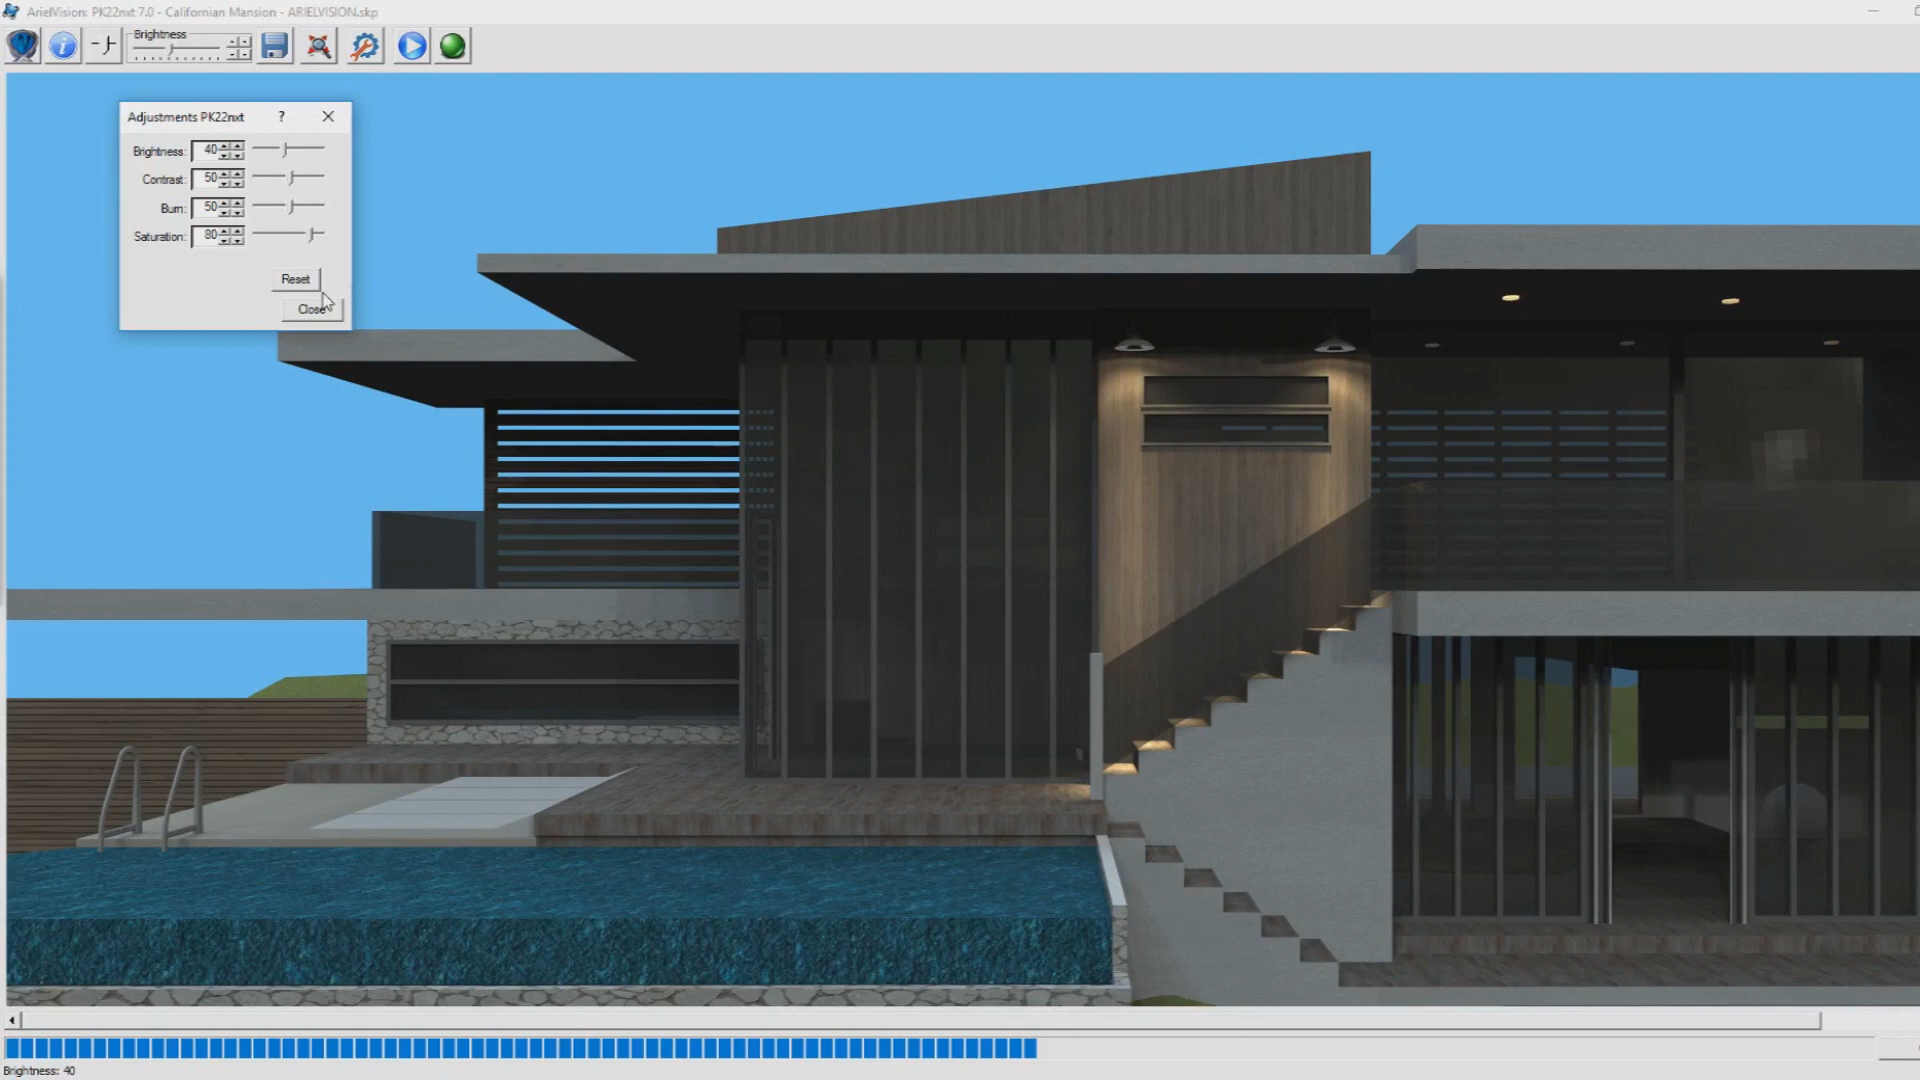 ArielVision: PK22nxt 7.0 - Californian Mansion - ARIELVISION.skp
Brightness
Adjustments PK22nxt ?
Brightness: 40
Contrast: 50
Burn: 50
Saturation: 80
Reset
Close
Brightness: 40